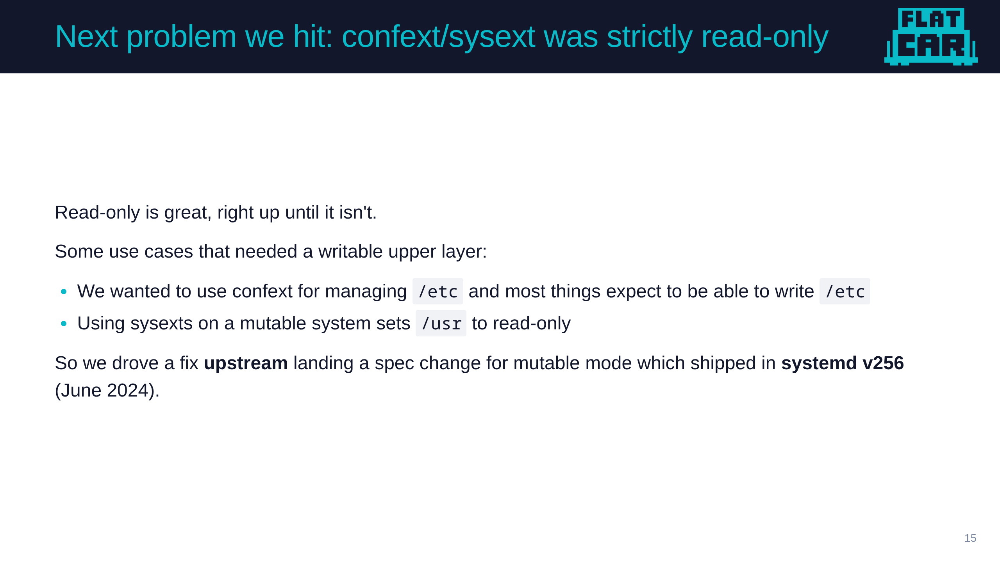 Next problem we hit: confext/sysext was strictly read-only
FLAT
CAR
Read-only is great, right up until it isn't.
Some use cases that needed a writable upper layer:
• We wanted to use confext for managing /etc and most things expect to be able to write /etc
• Using sysexts on a mutable system sets /usr to read-only
So we drove a fix upstream landing a spec change for mutable mode which shipped in systemd v256
(June 2024).
15